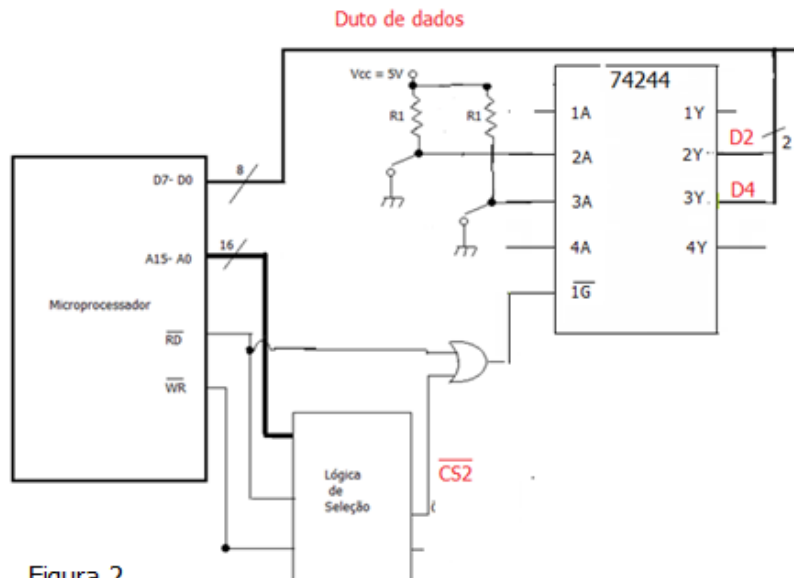 Duto de dados
Vcc = 5V
74244
R1
R1
1A
1Y
D2
2
2A
2Y
D7- D0
8
D4
3A
3Y
A15- A0
16
4A
4Y
Microprocessador
1G
RD
WR
CS2
Lógica
de
Seleção
Figura 2